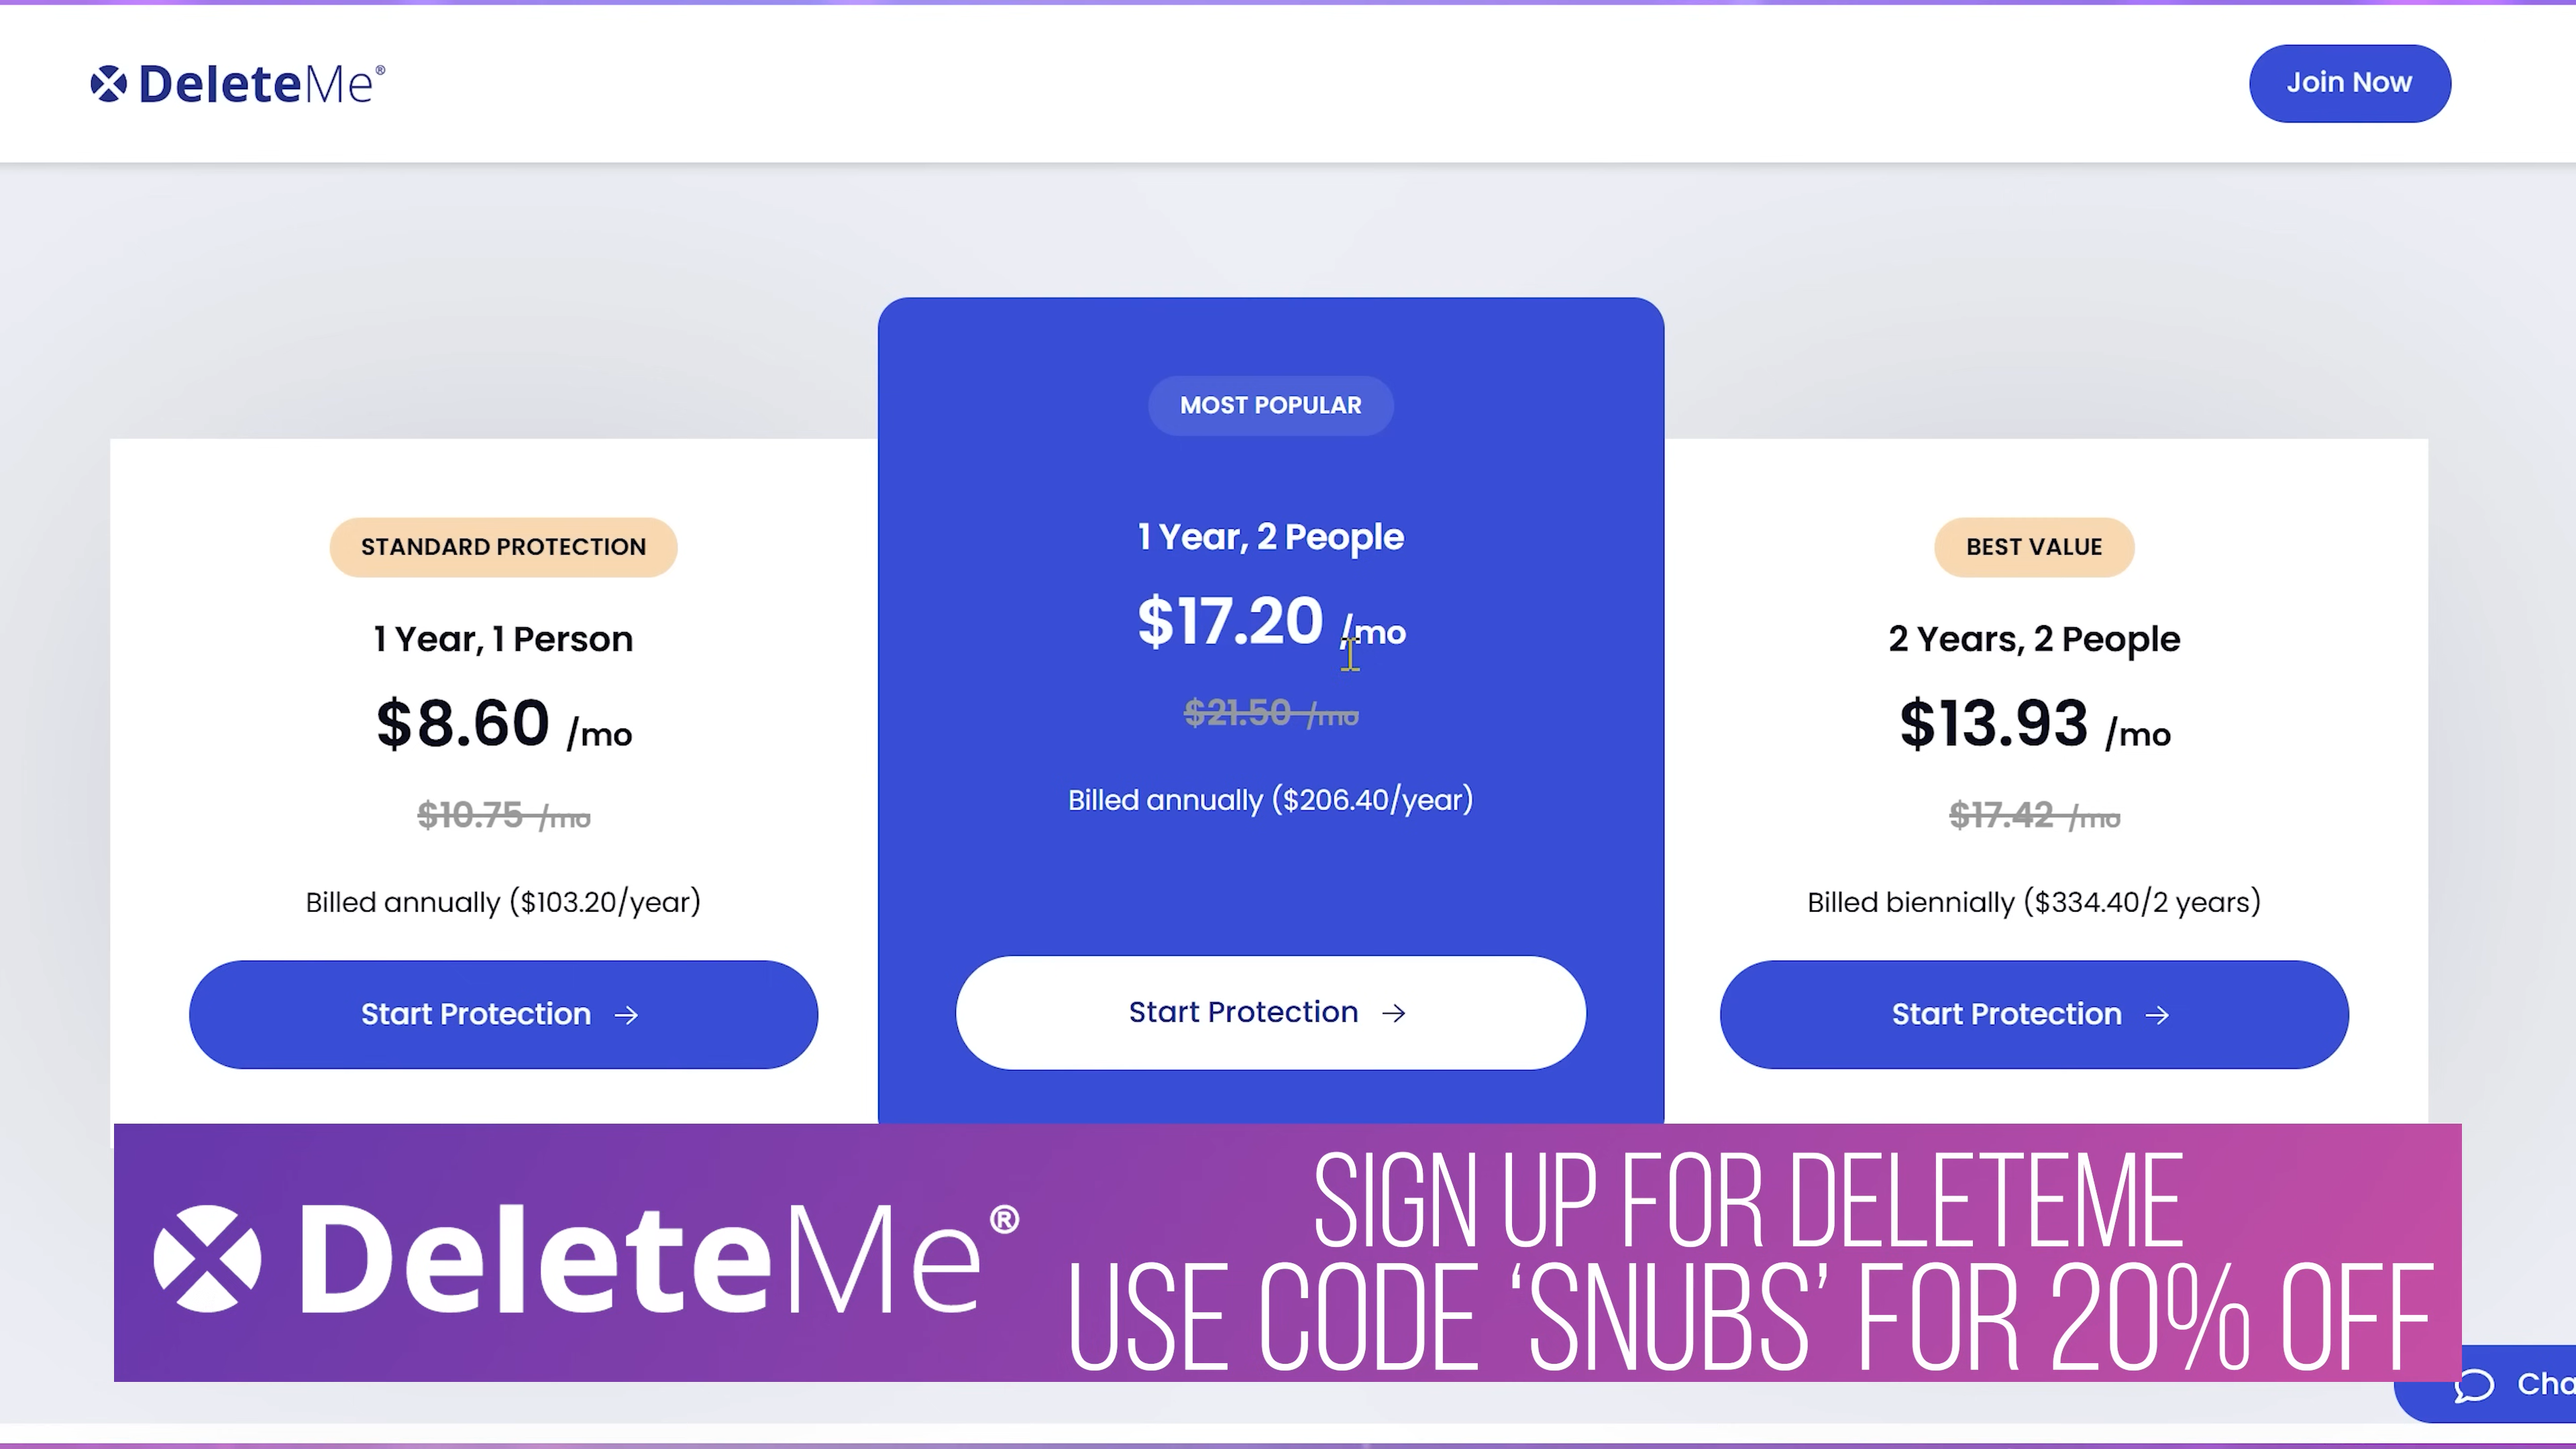 DeleteMe®
Join Now
MOST POPULAR
1 Year, 2 People
$17.20 /mo
$21.50 /mo
Billed annually ($206.40/year)
Start Protection →
STANDARD PROTECTION
1 Year, 1 Person
$8.60 /mo
$10.75 /mo
Billed annually ($103.20/year)
Start Protection →
BEST VALUE
2 Years, 2 People
$13.93 /mo
$17.42 /mo
Billed biennially ($334.40/2 years)
Start Protection →
DeleteMe®
SIGN UP FOR DELETEME
USE CODE ‘SNUBS’ FOR 20% OFF